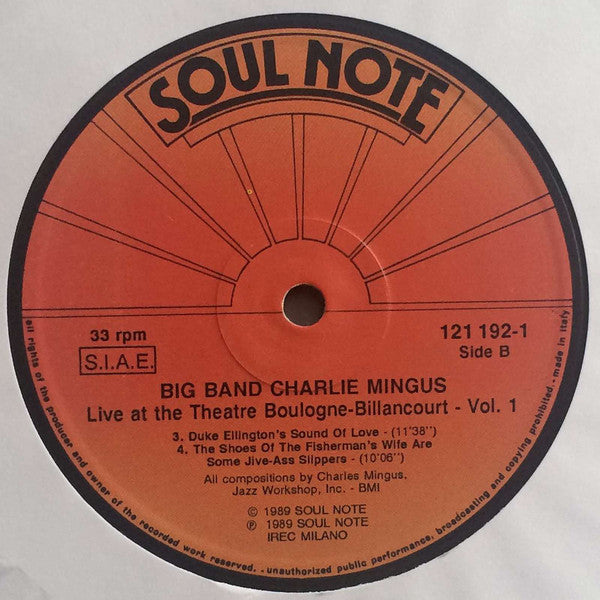 SOUL NOTE
33 rpm
S.I.A.E.
121 192-1
Side B
BIG BAND CHARLIE MINGUS
Live at the Theatre Boulogne-Billancourt - Vol. 1
3. Duke Ellington's Sound Of Love - (11'38")
4. The Shoes Of The Fisherman's Wife Are
Some Jive-Ass Slippers - (10'06")
All compositions by Charles Mingus,
Jazz Workshop, Inc. - BMI
© 1989 SOUL NOTE
℗ 1989 SOUL NOTE
IREC MILANO
all rights of the producer and owner of the recorded work reserved. - unauthorized public performance, broadcasting and copying prohibited. - made in italy